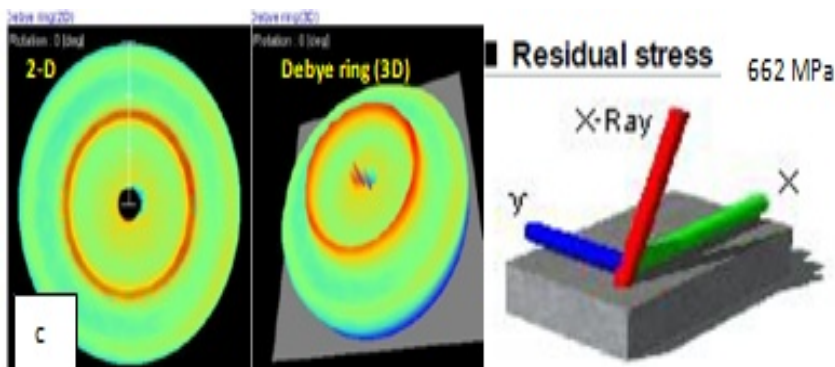 Debye ring(2D)
Rotation : 0 [deg]
2-D
C
Debye ring(3D)
Rotation : 0 [deg]
Debye ring (3D)
Residual stress
662 MPa
X-Ray
y
X